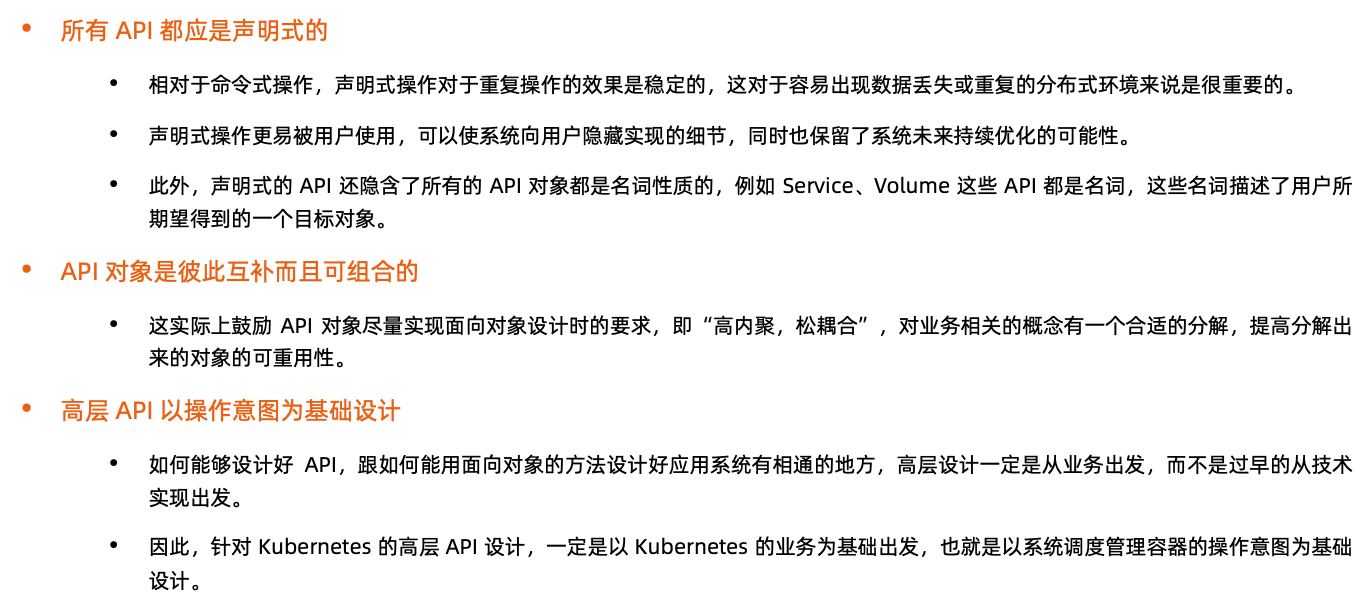 • 所有 API 都应是声明式的
• 相对于命令式操作，声明式操作对于重复操作的效果是稳定的，这对于容易出现数据丢失或重复的分布式环境来说是很重要的。
• 声明式操作更易被用户使用，可以使系统向用户隐藏实现的细节，同时也保留了系统未来持续优化的可能性。
• 此外，声明式的 API 还隐含了所有的 API 对象都是名词性质的，例如 Service、Volume 这些 API 都是名词，这些名词描述了用户所
期望得到的一个目标对象。
• API 对象是彼此互补而且可组合的
• 这实际上鼓励 API 对象尽量实现面向对象设计时的要求，即“高内聚，松耦合”，对业务相关的概念有一个合适的分解，提高分解出
来的对象的可重用性。
• 高层 API 以操作意图为基础设计
• 如何能够设计好 API，跟如何能用面向对象的方法设计好应用系统有相通的地方，高层设计一定是从业务出发，而不是过早的从技术
实现出发。
• 因此，针对 Kubernetes 的高层 API 设计，一定是以 Kubernetes 的业务为基础出发，也就是以系统调度管理容器的操作意图为基础
设计。